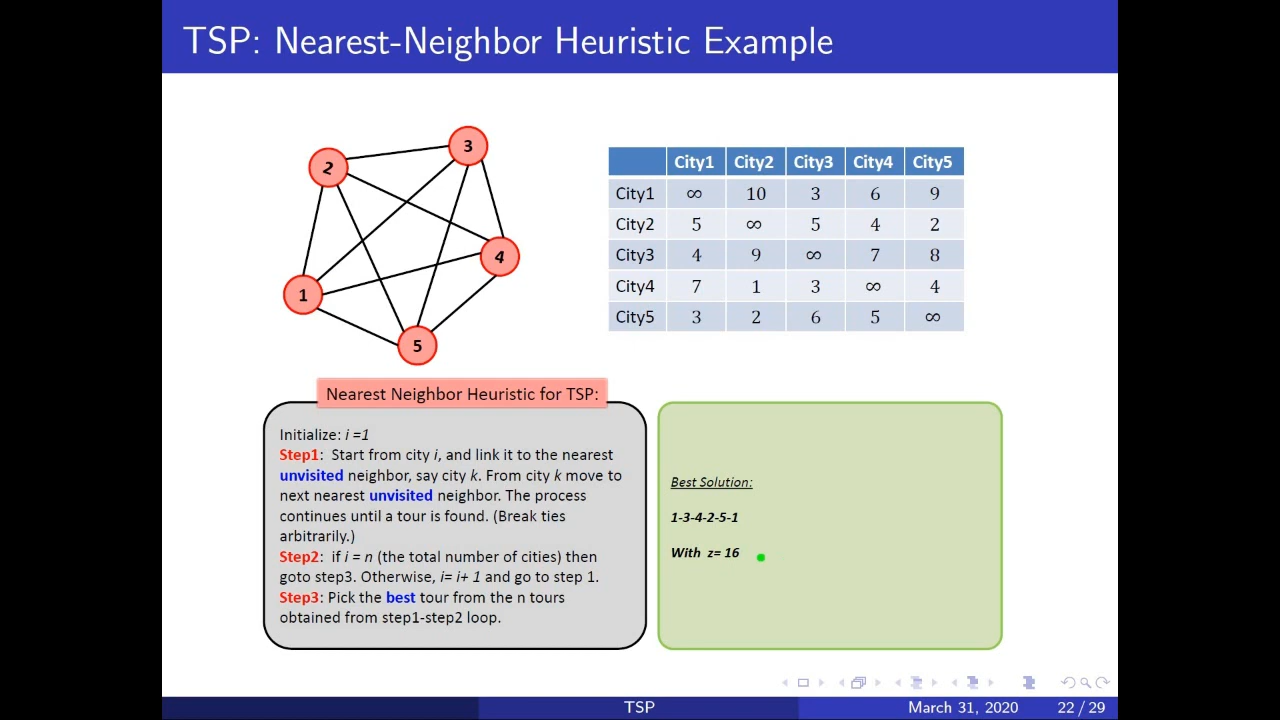 TSP: Nearest-Neighbor Heuristic Example
2
3
4
1
5
City1 City2 City3 City4 City5
City1 ∞ 10 3 6 9
City2 5 ∞ 5 4 2
City3 4 9 ∞ 7 8
City4 7 1 3 ∞ 4
City5 3 2 6 5 ∞
Nearest Neighbor Heuristic for TSP:
Initialize: i =1
Step1: Start from city i, and link it to the nearest
unvisited neighbor, say city k. From city k move to
next nearest unvisited neighbor. The process
continues until a tour is found. (Break ties
arbitrarily.)
Step2: if i = n (the total number of cities) then
goto step3. Otherwise, i= i+ 1 and go to step 1.
Step3: Pick the best tour from the n tours
obtained from step1-step2 loop.
Best Solution:
1-3-4-2-5-1
With z= 16
TSP March 31, 2020 22 / 29